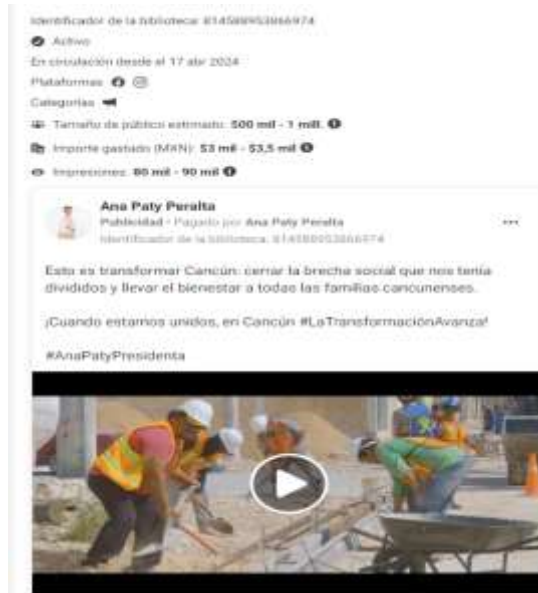 Identificador de la biblioteca: 814588953866974
Activo
En circulación desde el 17 abr 2024
Plataformas
Categorías
Tamaño de público estimado: 500 mil - 1 mill.
Importe gastado (MXN): $3 mil - $3,5 mil
Impresiones: 80 mil - 90 mil
Ana Paty Peralta
Publicidad · Pagado por Ana Paty Peralta
Identificador de la biblioteca: 814588953866974
Esto es transformar Cancún: cerrar la brecha social que nos tenía
divididos y llevar el bienestar a todas las familias cancunenses.
¡Cuando estamos unidos, en Cancún #LaTransformaciónAvanza!
#AnaPatyPresidenta